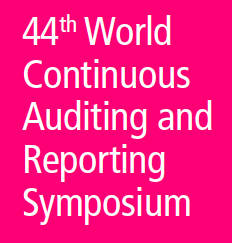 44th World
Continuous
Auditing and
Reporting
Symposium